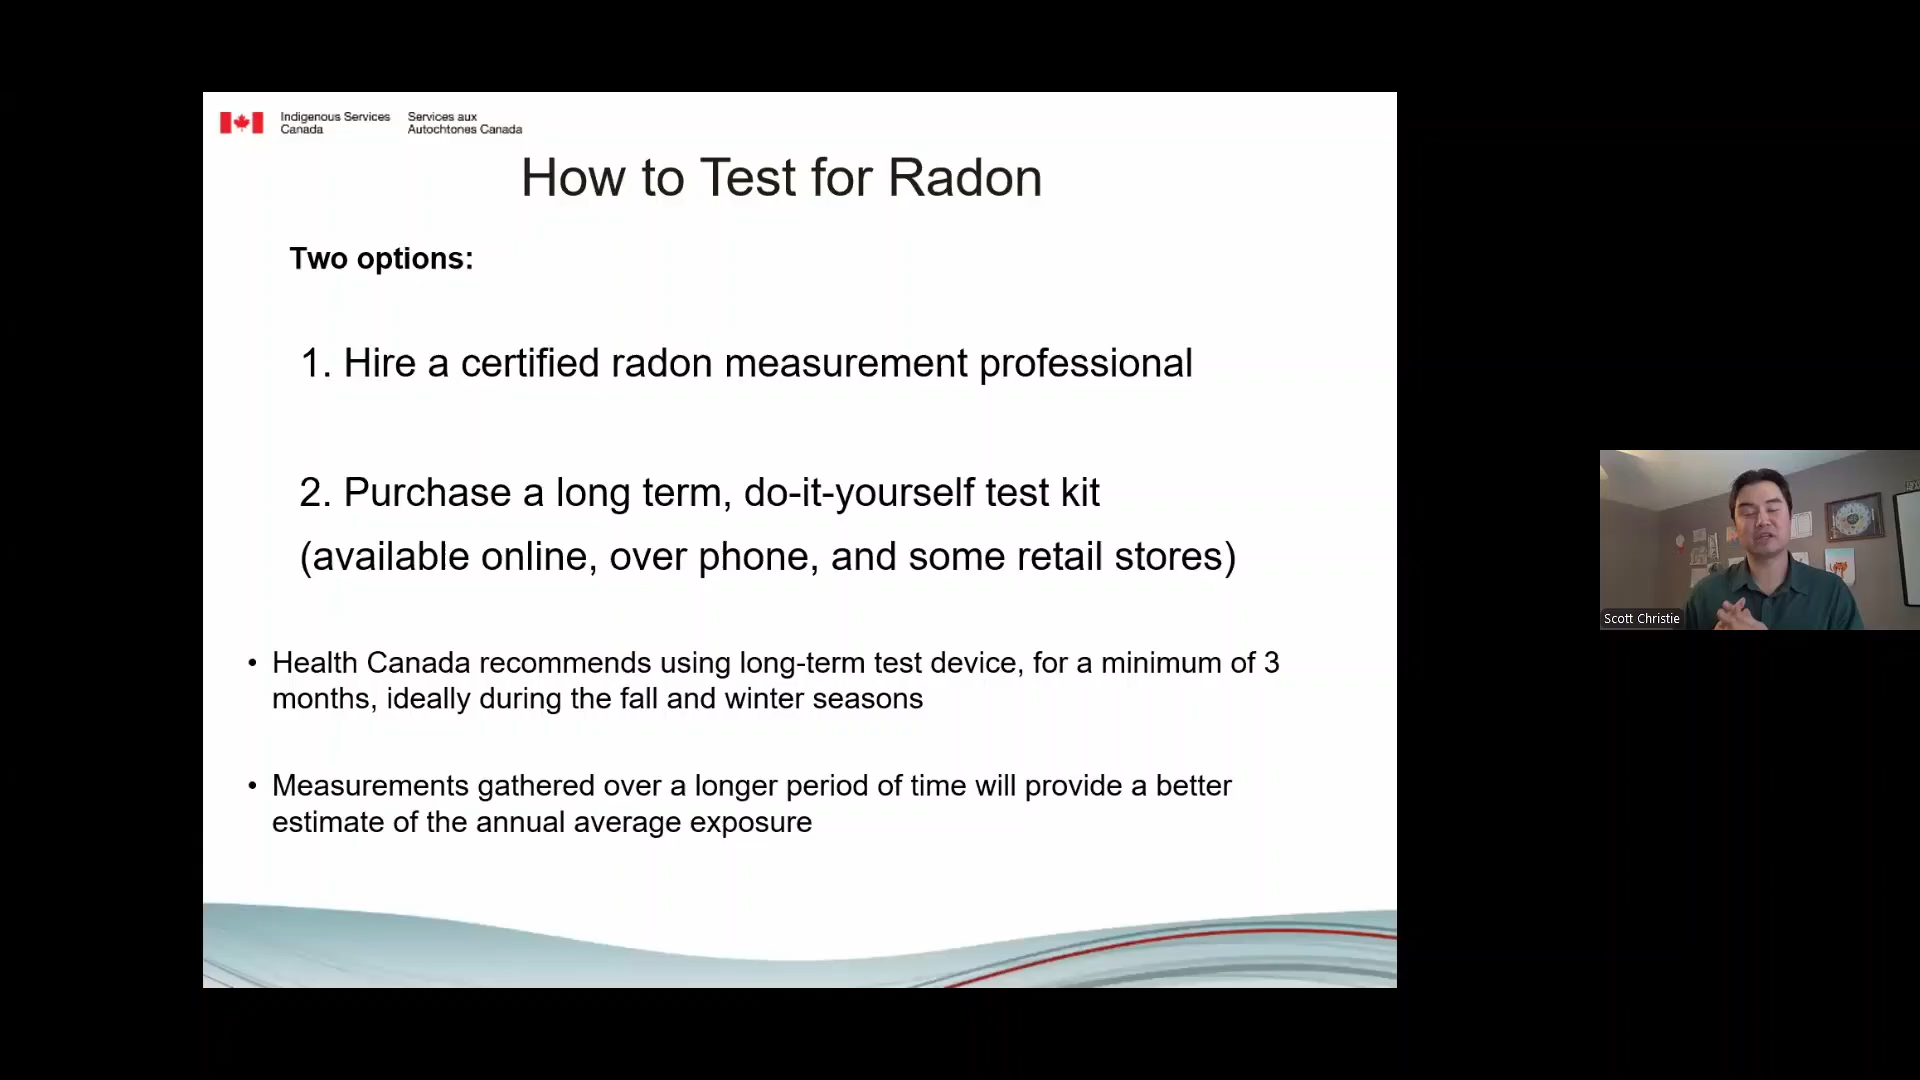 Indigenous Services Canada
Services aux Autochtones Canada
How to Test for Radon
Two options:
1. Hire a certified radon measurement professional
2. Purchase a long term, do-it-yourself test kit
(available online, over phone, and some retail stores)
• Health Canada recommends using long-term test device, for a minimum of 3
months, ideally during the fall and winter seasons
• Measurements gathered over a longer period of time will provide a better
estimate of the annual average exposure
Scott Christie